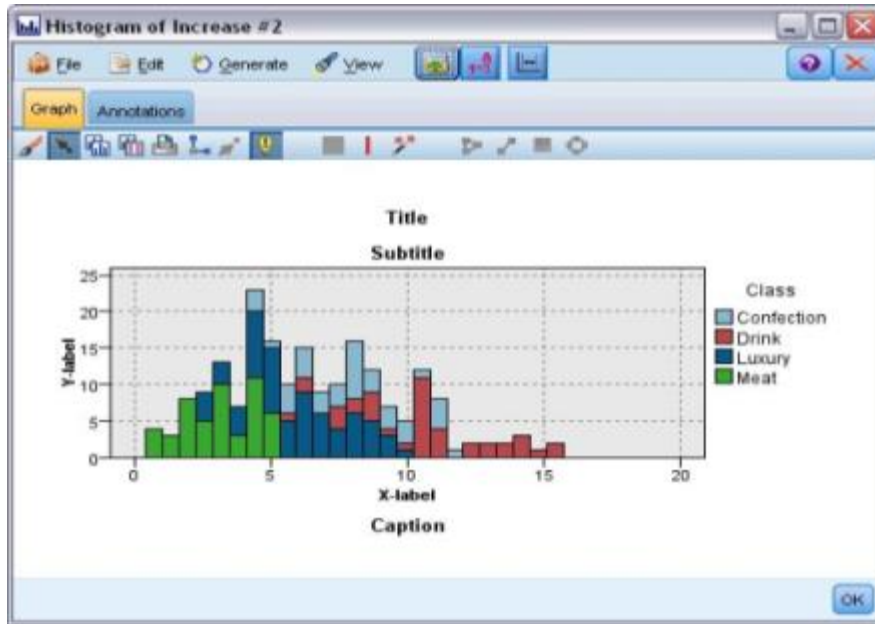 Histogram of Increase #2
File Edit Generate View
Graph Annotations
Title
Subtitle
25
20
15
10
5
0
Y-label
0 5 10 15 20
X-label
Caption
Class
Confection
Drink
Luxury
Meat
OK